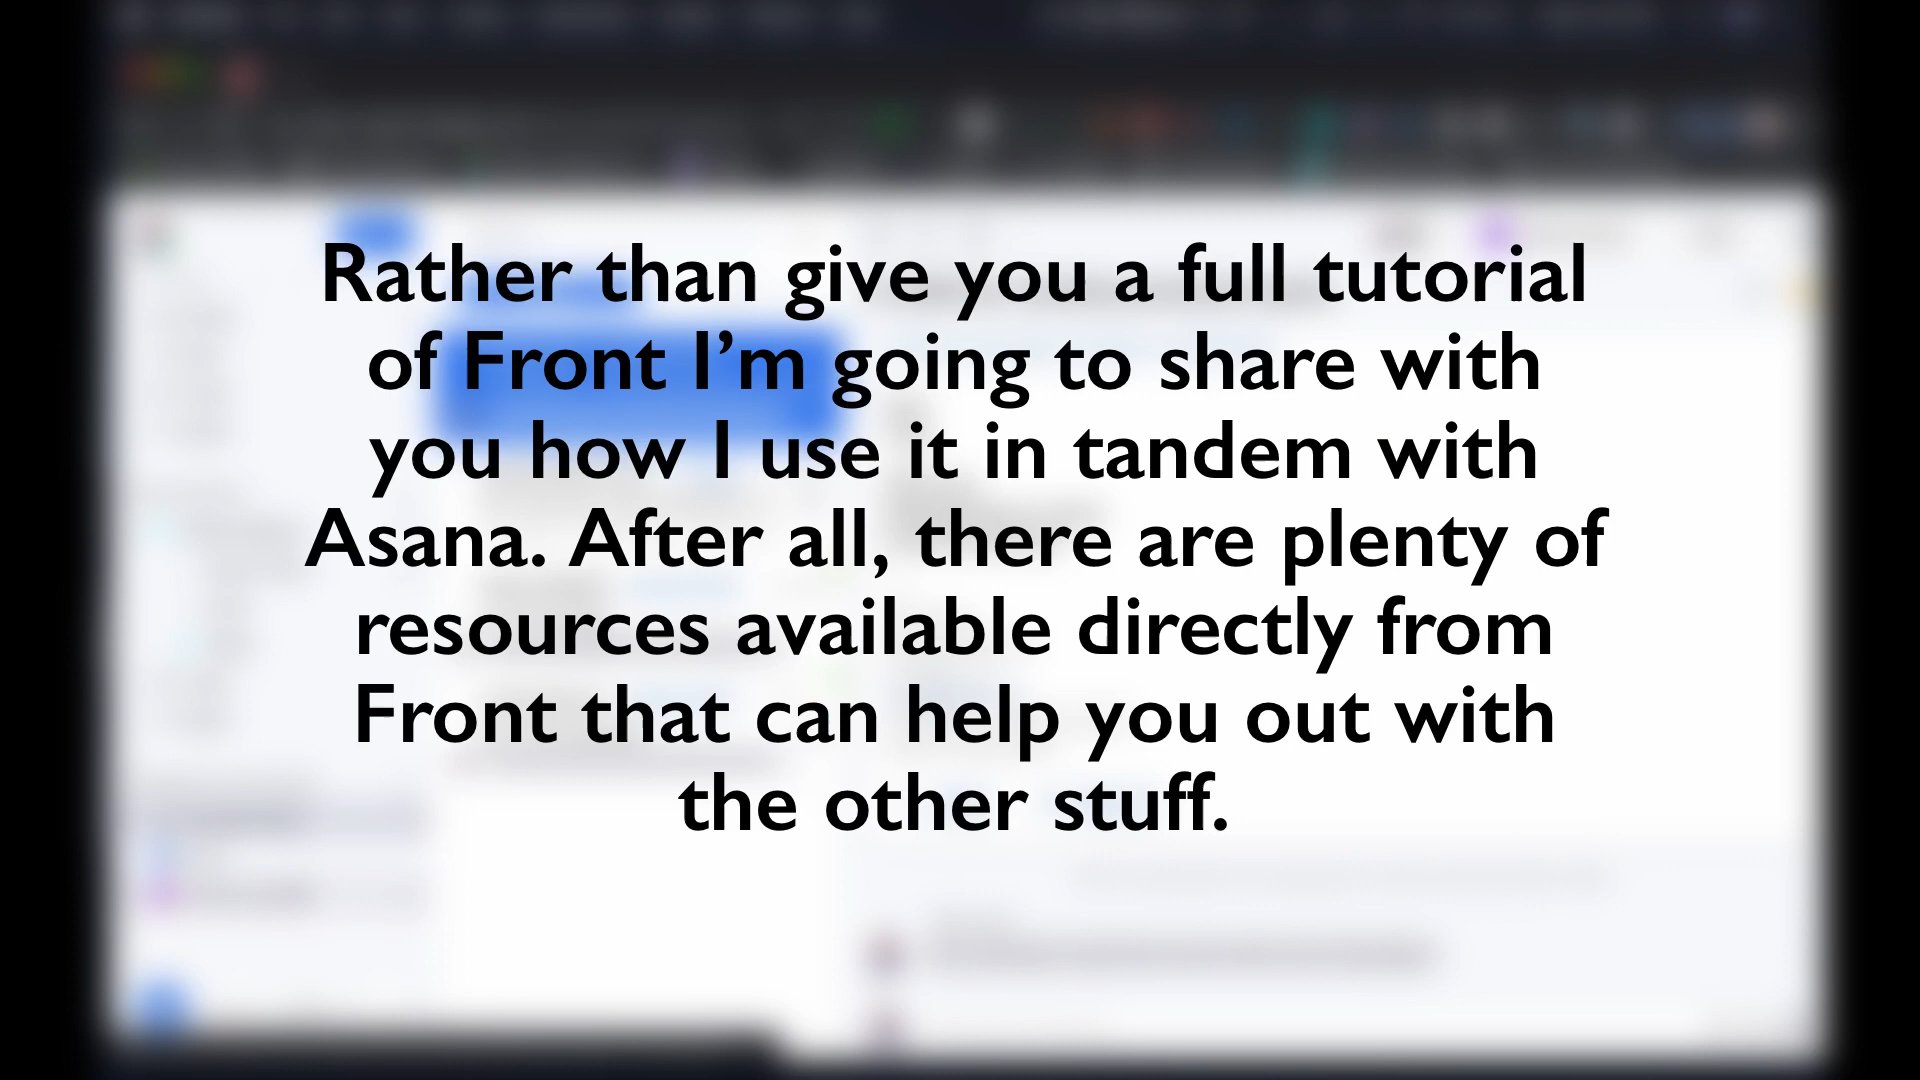 Rather than give you a full tutorial
of Front I’m going to share with
you how I use it in tandem with
Asana. After all, there are plenty of
resources available directly from
Front that can help you out with
the other stuff.